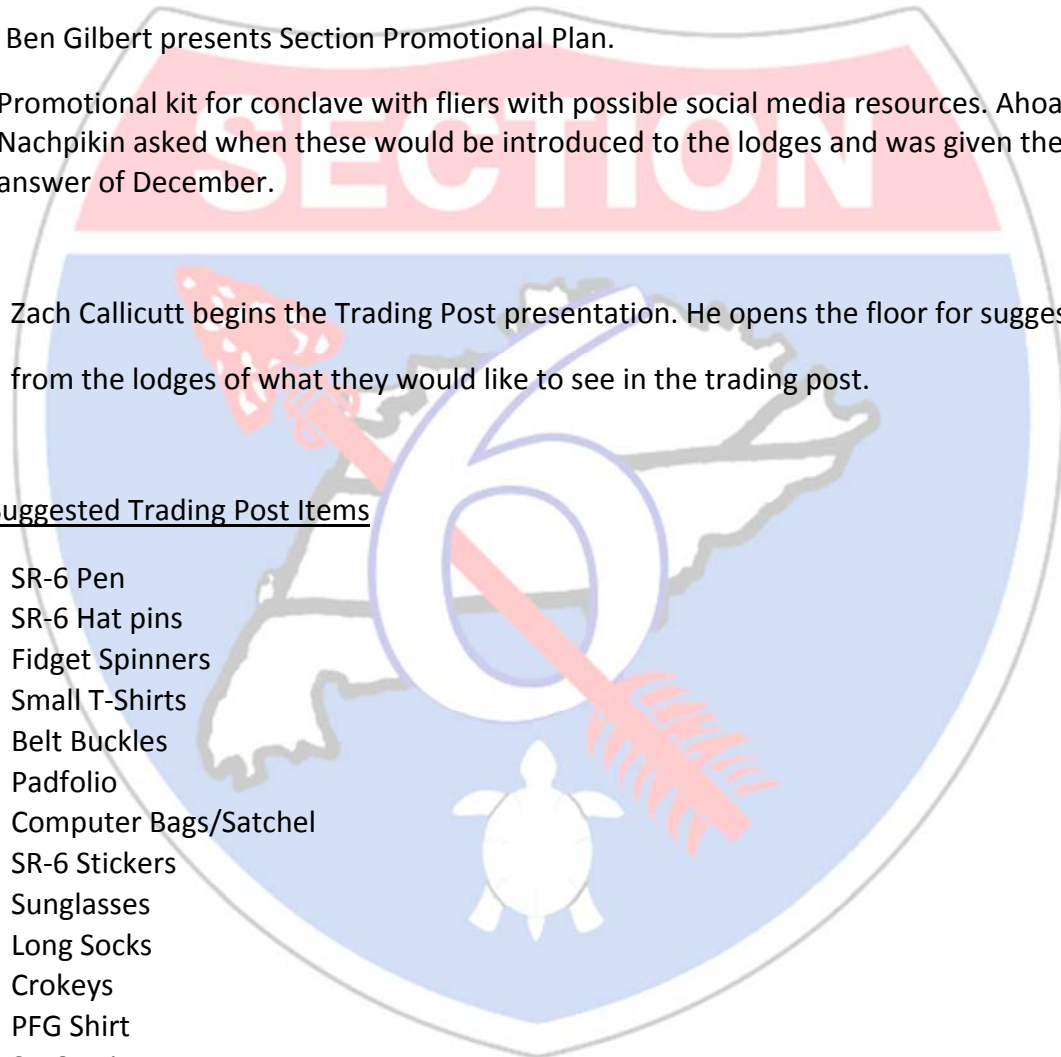 Ben Gilbert presents Section Promotional Plan.
Promotional kit for conclave with fliers with possible social media resources. Ahoa
Nachpikin asked when these would be introduced to the lodges and was given the
answer of December.
SECTION
Zach Callicutt begins the Trading Post presentation. He opens the floor for sugges
from the lodges of what they would like to see in the trading post.
6
Suggested Trading Post Items
SR-6 Pen
SR-6 Hat pins
Fidget Spinners
Small T-Shirts
Belt Buckles
Padfolio
Computer Bags/Satchel
SR-6 Stickers
Sunglasses
Long Socks
Crokeys
PFG Shirt